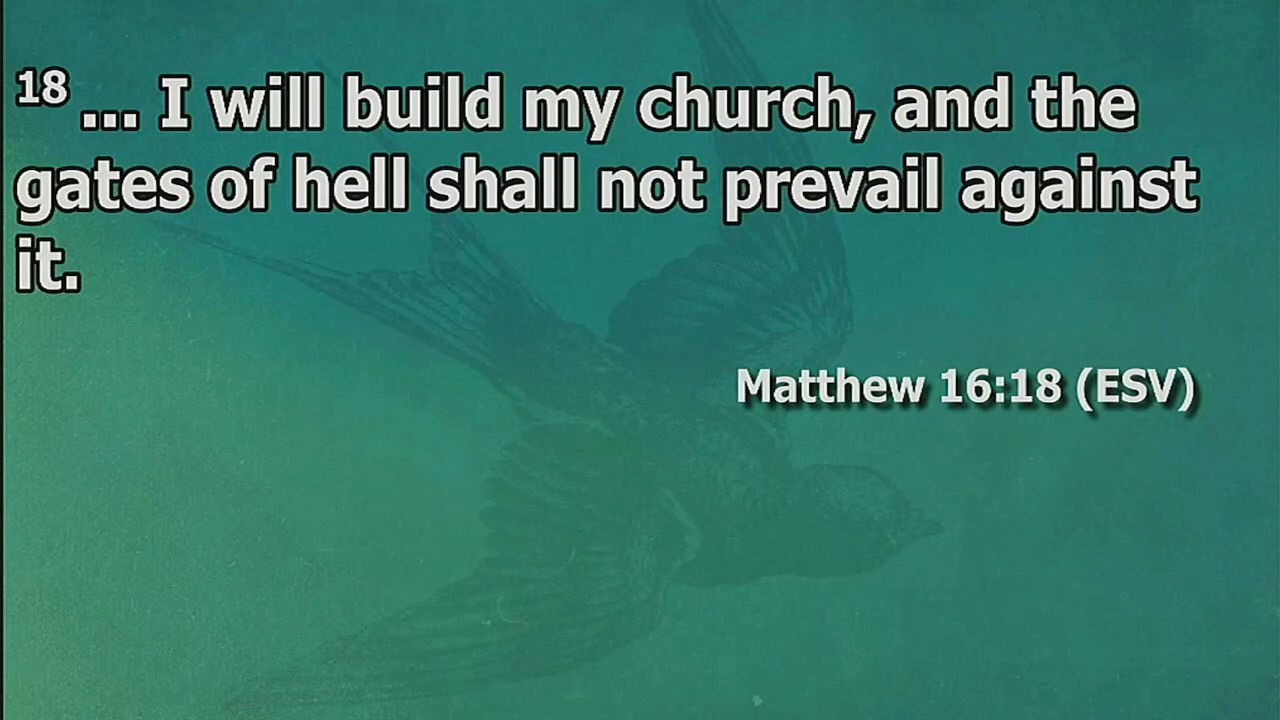 18 ... I will build my church, and the
gates of hell shall not prevail against
it.
Matthew 16:18 (ESV)